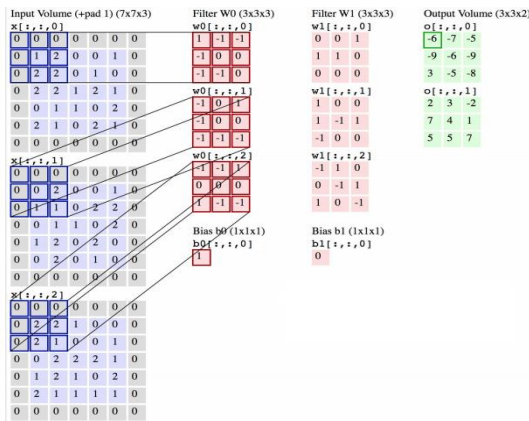 Input Volume (+pad 1) (7x7x3)
x[:,:,0]
0 0 0 0 0 0 0
0 1 2 0 0 1 0
0 2 2 0 1 0 0
0 2 2 1 2 1 0
0 0 1 1 0 2 0
0 2 1 0 2 1 0
0 0 0 0 0 0 0
x[:,:,1]
0 0 0 0 0 0 0
0 0 2 0 0 1 0
0 1 1 0 2 2 0
0 0 1 1 0 2 0
0 1 2 0 2 0 0
0 0 2 0 1 0 0
0 0 0 0 0 0 0
x[:,:,2]
0 0 0 0 0 0 0
0 2 2 1 0 0 0
0 2 1 0 0 1 0
0 0 2 2 2 1 0
0 1 2 1 0 2 0
0 2 1 1 1 1 0
0 0 0 0 0 0 0
Filter W0 (3x3x3)
w0[:,:,0]
1 -1 -1
-1 0 -1
-1 -1 0
w0[:,:,1]
-1 0 1
-1 0 0
-1 -1 -1
w0[:,:,2]
-1 -1 1
0 0 0
1 -1 -1
Bias b0 (1x1x1)
b0[:,:,0]
1
Filter W1 (3x3x3)
w1[:,:,0]
0 0 1
1 1 0
0 0 0
w1[:,:,1]
1 0 0
1 -1 1
-1 0 0
w1[:,:,2]
-1 1 0
0 -1 1
1 0 -1
Bias b1 (1x1x1)
b1[:,:,0]
0
Output Volume (3x3x2)
o[:,:,0]
-6 -7 -5
-9 -6 -9
3 -5 -8
o[:,:,1]
2 3 -2
7 4 1
5 5 7